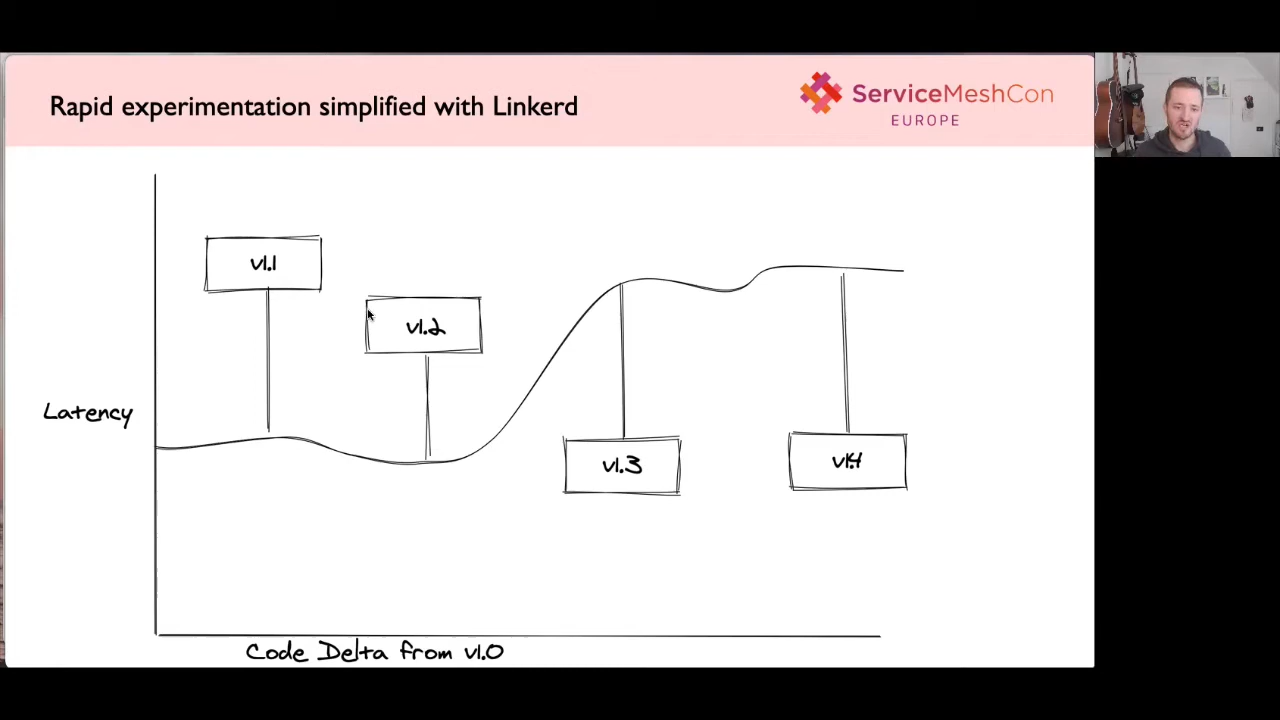 Rapid experimentation simplified with Linkerd
ServiceMeshCon
EUROPE
v1.1
v1.2
Latency
v1.3
v1.4
Code Delta from v1.0